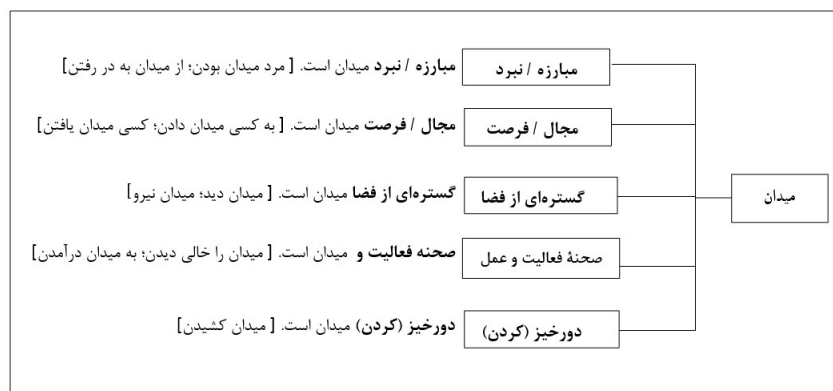 میدان
مبارزه / نبرد
مبارزه / نبرد میدان است. [ مرد میدان بودن؛ از میدان به در رفتن]
مجال / فرصت
مجال / فرصت میدان است. [ به کسی میدان دادن؛ کسی میدان یافتن]
گستره‌ای از فضا
گستره‌ای از فضا میدان است. [ میدان دید؛ میدان نیرو]
صحنهٔ فعالیت و عمل
صحنه فعالیت و میدان است. [ میدان را خالی دیدن؛ به میدان درآمدن]
دورخیز (کردن)
دورخیز (کردن) میدان است. [ میدان کشیدن]